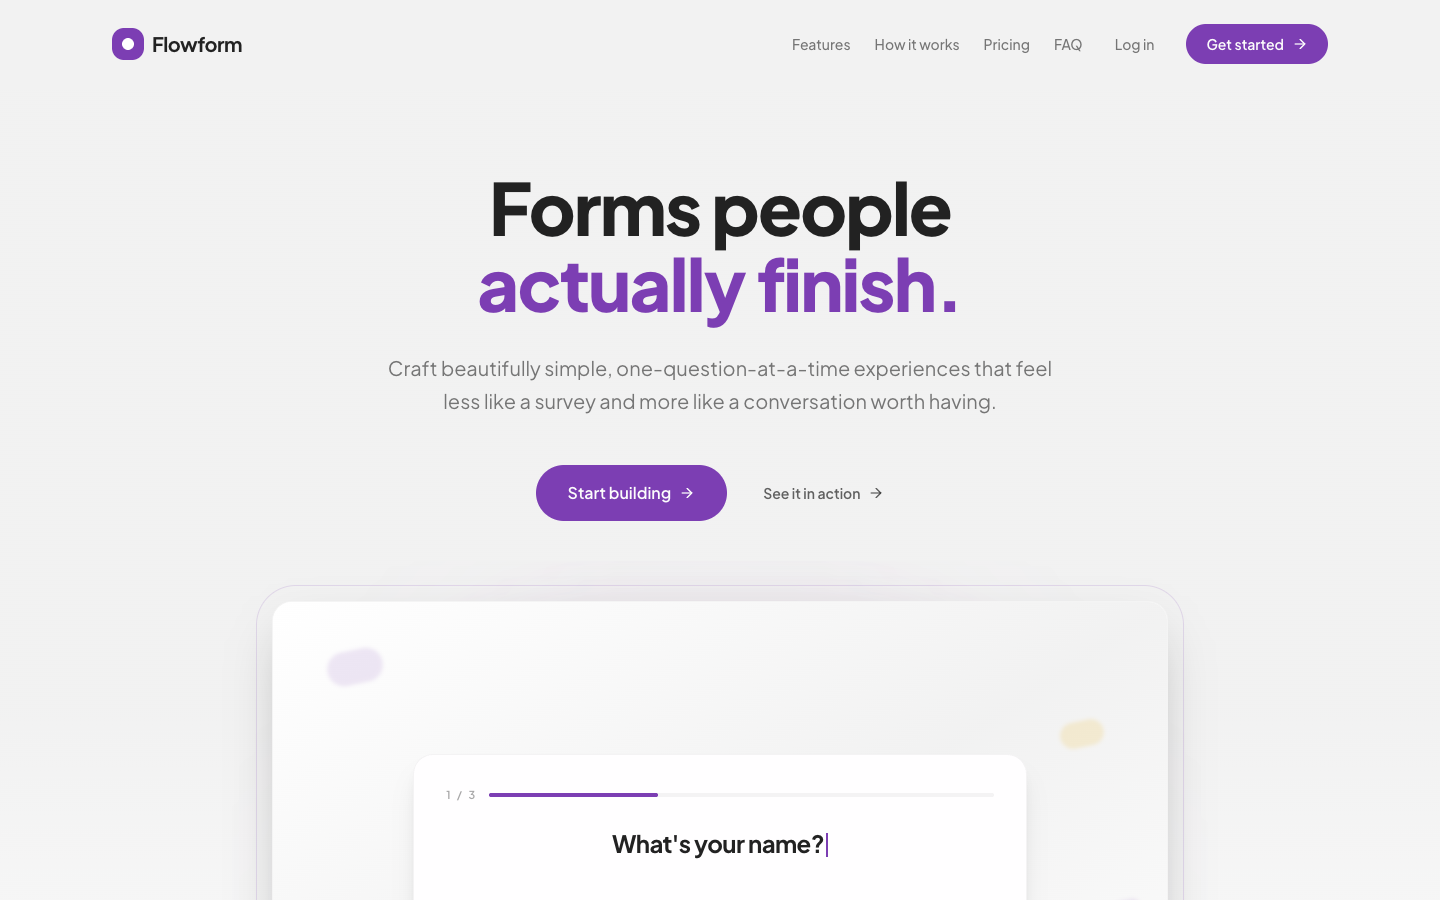 Flowform
Features
How it works
Pricing
FAQ
Log in
Get started
Forms people
actually finish.
Craft beautifully simple, one-question-at-a-time experiences that feel
less like a survey and more like a conversation worth having.
Start building
See it in action
1 / 3
What's your name?